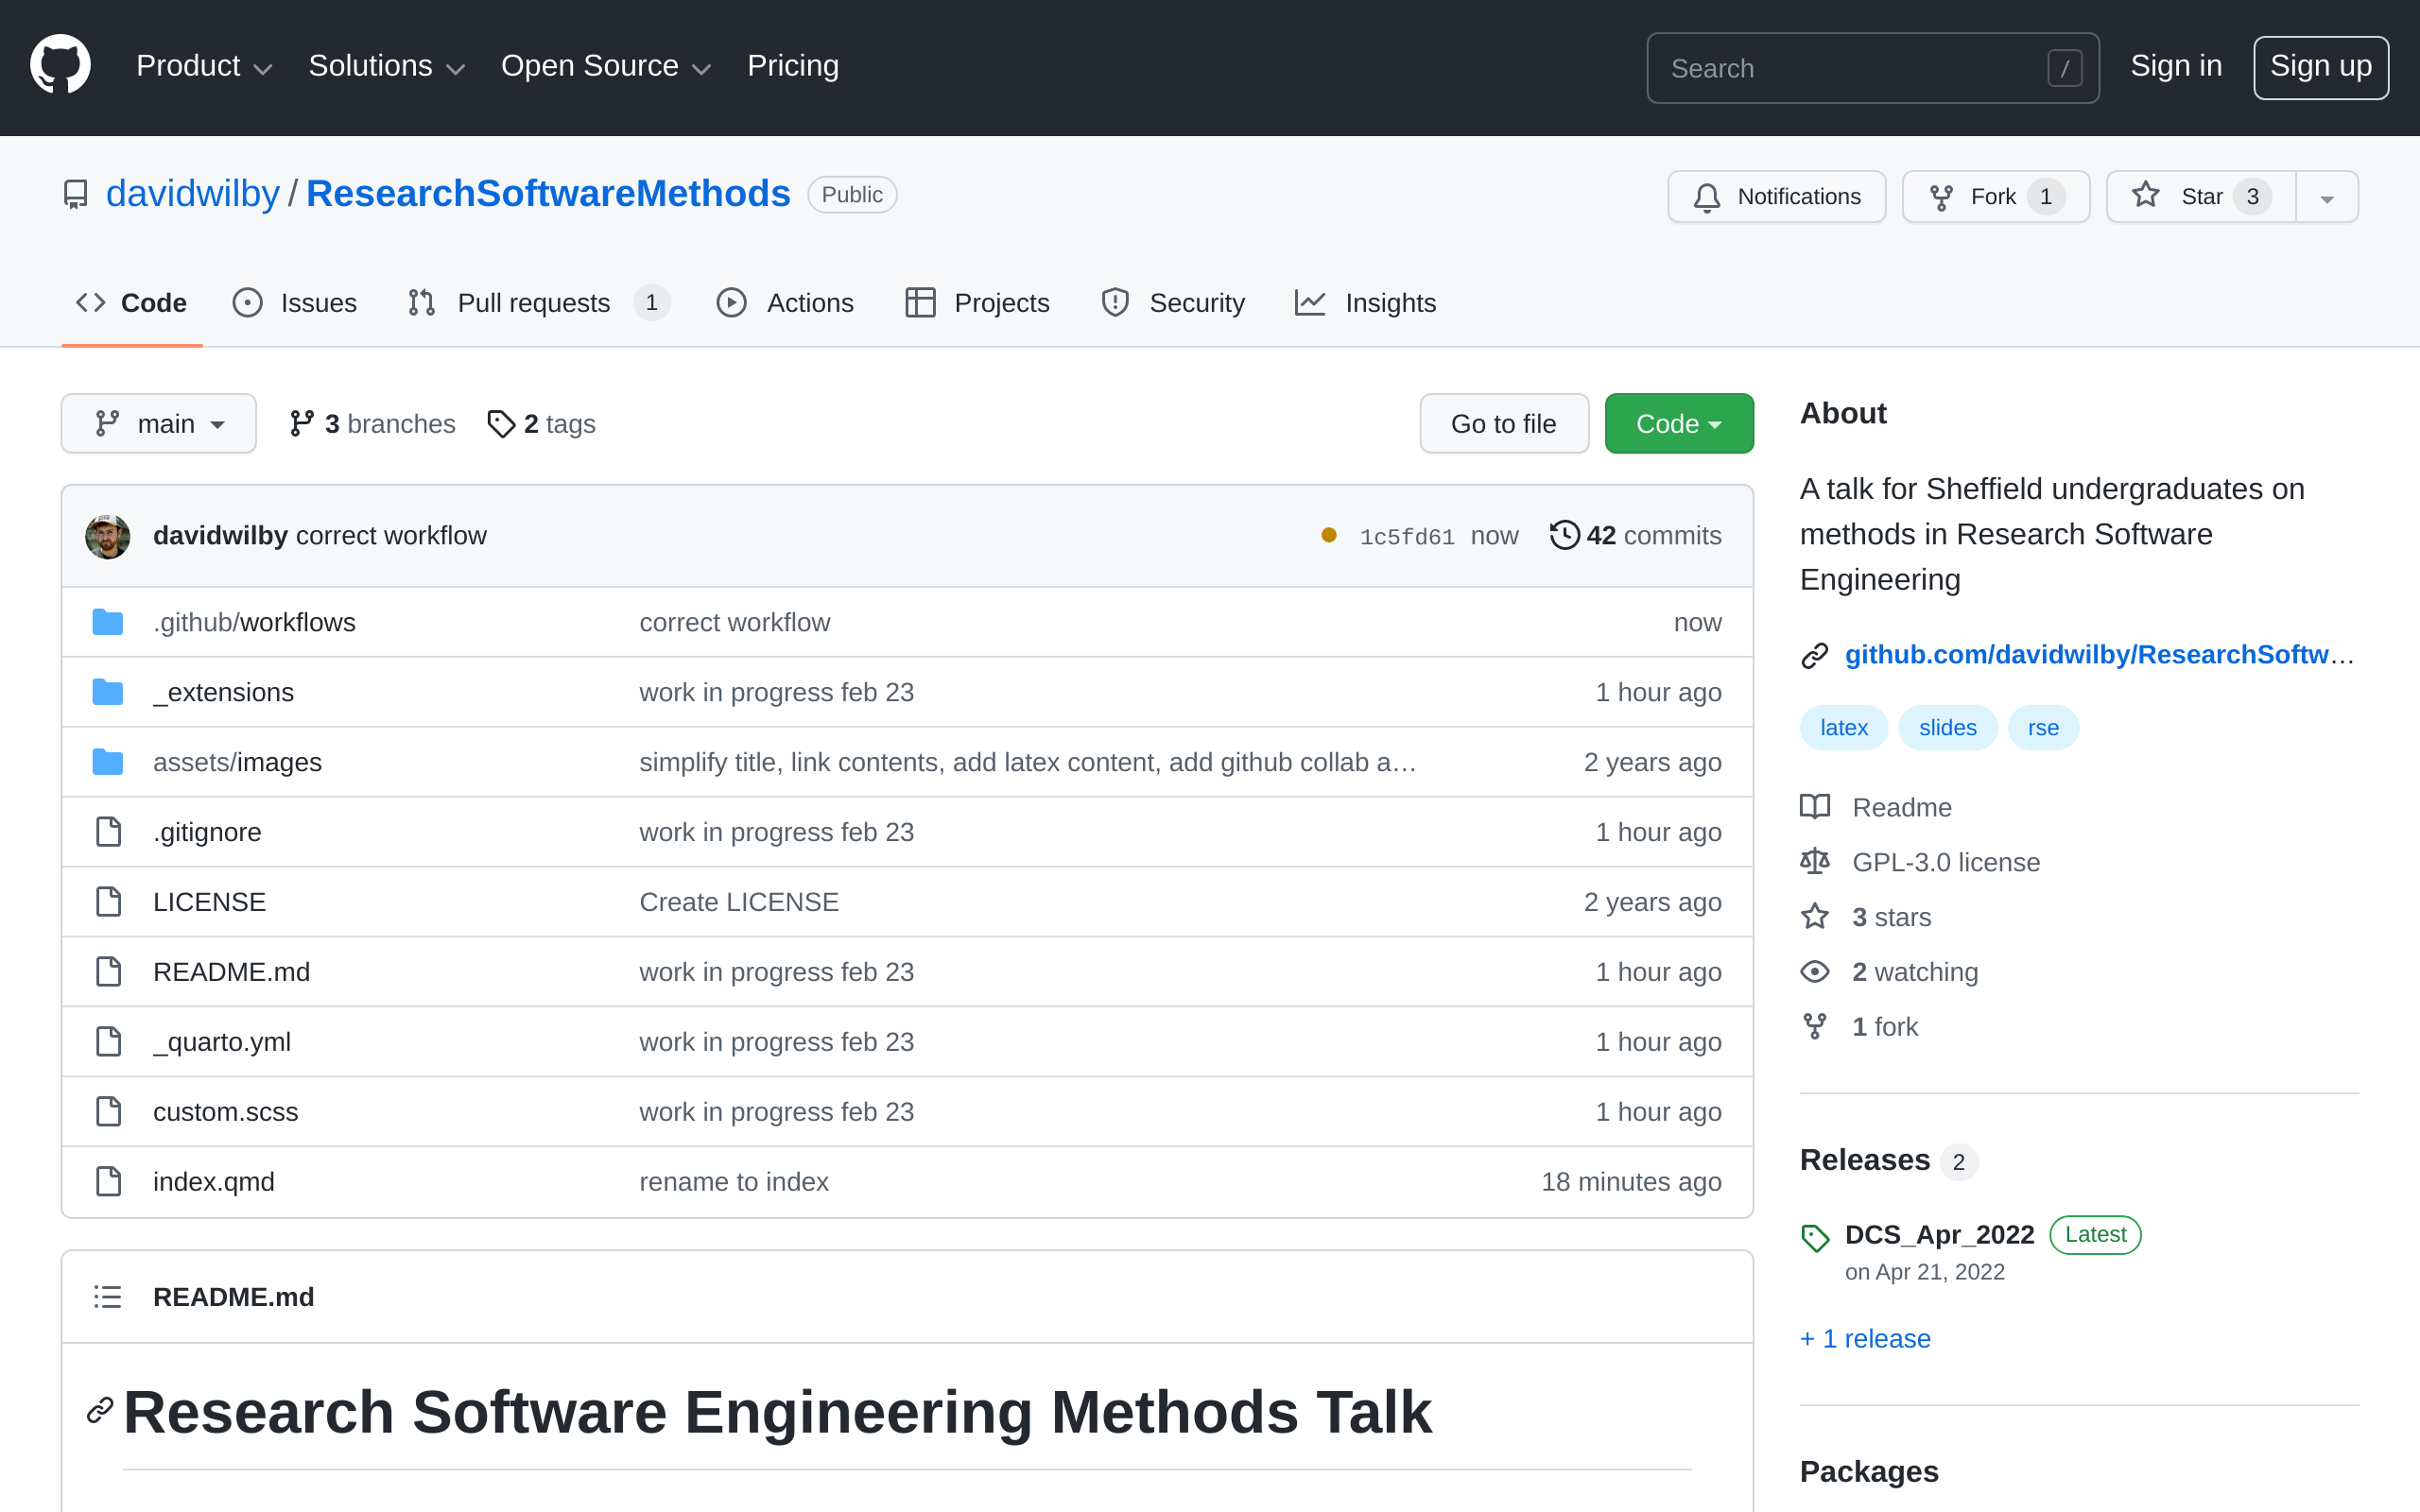 Product Solutions Open Source Pricing Search / Sign in Sign up
davidwilby / ResearchSoftwareMethods Public Notifications Fork 1 Star 3
Code Issues Pull requests 1 Actions Projects Security Insights
main 3 branches 2 tags Go to file Code
davidwilby correct workflow 1c5fd61 now 42 commits
.github/workflows correct workflow now
_extensions work in progress feb 23 1 hour ago
assets/images simplify title, link contents, add latex content, add github collab a… 2 years ago
.gitignore work in progress feb 23 1 hour ago
LICENSE Create LICENSE 2 years ago
README.md work in progress feb 23 1 hour ago
_quarto.yml work in progress feb 23 1 hour ago
custom.scss work in progress feb 23 1 hour ago
index.qmd rename to index 18 minutes ago
README.md
Research Software Engineering Methods Talk
About
A talk for Sheffield undergraduates on
methods in Research Software
Engineering
github.com/davidwilby/ResearchSoftw…
latex slides rse
Readme
GPL-3.0 license
3 stars
2 watching
1 fork
Releases 2
DCS_Apr_2022 Latest
on Apr 21, 2022
+ 1 release
Packages